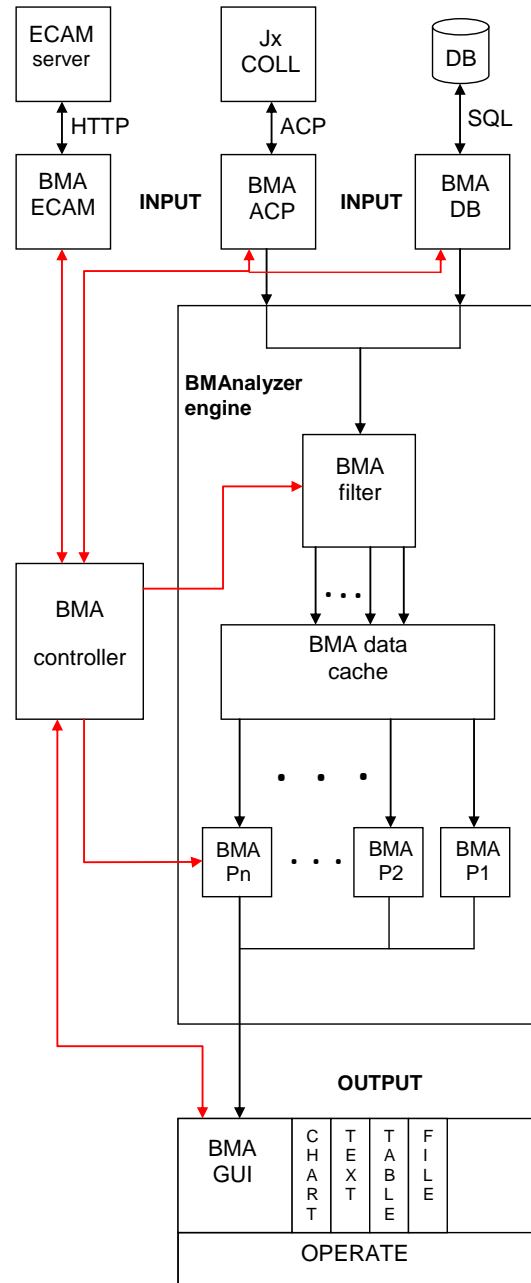 ECAM
server
Jx
COLL
DB
HTTP
ACP
SQL
BMA
ECAM
INPUT
BMA
ACP
INPUT
BMA
DB
BMAnalyzer
engine
BMA
filter
. . .
BMA
controller
BMA data
cache
. . .
BMA
Pn
. . .
BMA
P2
BMA
P1
OUTPUT
BMA
GUI
CHART
TEXT
TABLE
FILE
OPERATE